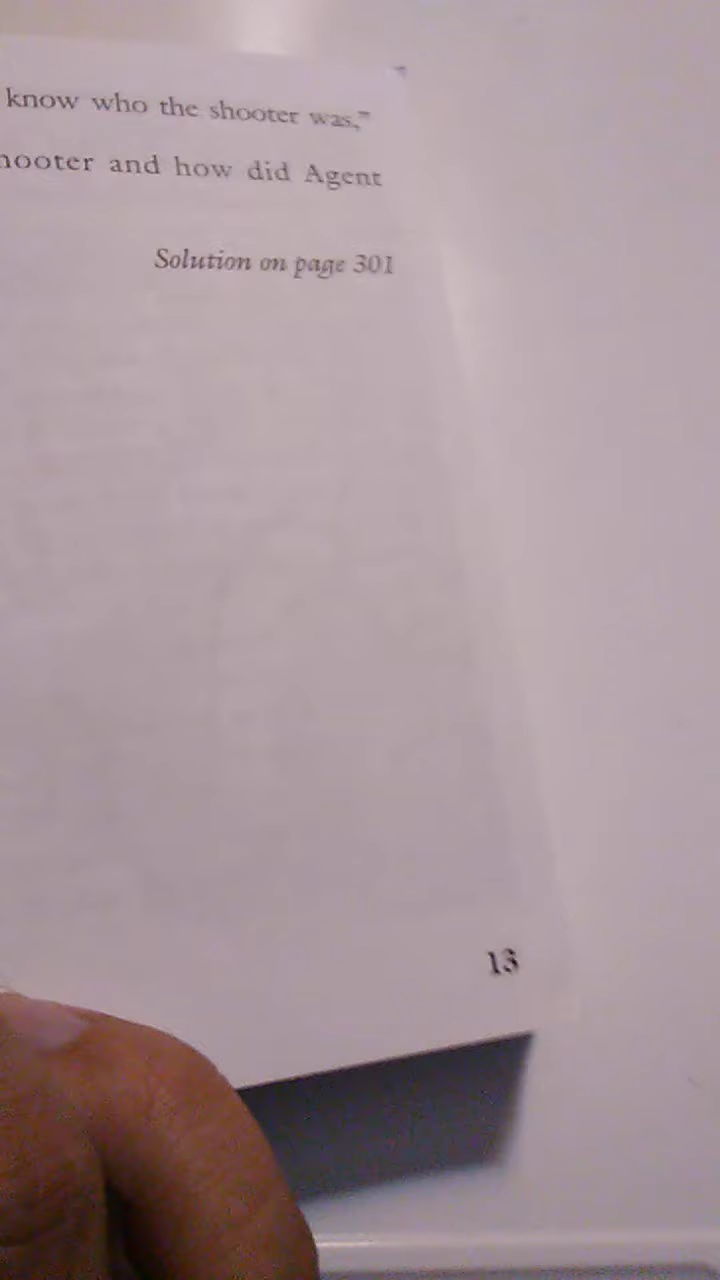 know who the shooter was,"
hooter and how did Agent
Solution on page 301
13